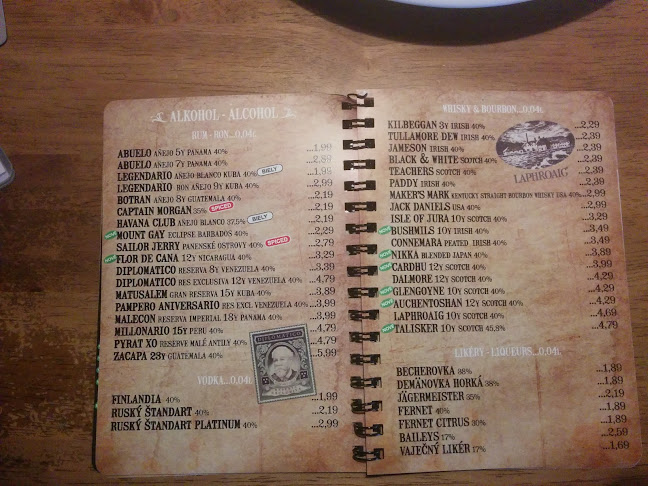 ALKOHOL - ALCOHOL
RUM - RON...0,04L
ABUELO AÑEJO 5Y PANAMA 40% ...1,99
ABUELO AÑEJO 7Y PANAMA 40% ...2,89
LEGENDARIO AÑEJO BLANCO KUBA 40% BIELY ...1,99
LEGENDARIO RON AÑEJO 9Y KUBA 40% ...2,99
BOTRAN AÑEJO 8Y GUATEMALA 40% ...2,19
CAPTAIN MORGAN 35% SPICED ...2,19
HAVANA CLUB AÑEJO BLANCO 37,5% BIELY ...2,19
NOVÉ MOUNT GAY ECLIPSE BARBADOS 40% ...2,29
SAILOR JERRY PANENSKÉ OSTROVY 40% SPICED ...2,79
NOVÉ FLOR DE CANA 12Y NICARAGUA 40% ...3,29
DIPLOMATICO RESERVA 8Y VENEZUELA 40% ...3,39
DIPLOMATICO RES EXCLUSIVA 12Y VENEZUELA 40% ...4,79
MATUSALEM GRAN RESERVA 15Y KUBA 40% ...3,89
PAMPERO ANIVERSARIO RES EXCL VENEZUELA 40% ...3,99
MALECON RESERVA IMPERIAL 18Y PANAMA 40% ...3,99
MILLONARIO 15Y PERU 40% ...4,79
PYRAT XO RESERVE MALÉ ANTILY 40% ...4,79
ZACAPA 23Y GUATEMALA 40% ...5,99
DIPLOMATICO
VODKA...0,04L
FINLANDIA 40% ...1,99
RUSKÝ ŠTANDART 40% ...2,19
RUSKÝ ŠTANDART PLATINUM 40% ...2,99
WHISKY & BOURBON...0,04L
KILBEGGAN 3Y IRISH 40% ...2,29
TULLAMORE DEW IRISH 40% ...2,39
JAMESON IRISH 40% ...2,39
BLACK & WHITE SCOTCH 40% ...2,39
TEACHERS SCOTCH 40% ...2,39
PADDY IRISH 40% ...2,39
LAPHROAIG
MAKER'S MARK KENTUCKY STRAIGHT BOURBON WHISKY USA 40% ...2,99
JACK DANIELS USA 40% ...2,99
ISLE OF JURA 10Y SCOTCH 40% ...3,29
NOVÉ BUSHMILS 10Y IRISH 40% ...3,49
CONNEMARA PEATED IRISH 40% ...3,49
NOVÉ NIKKA BLENDED JAPAN 40% ...3,89
NOVÉ CARDHU 12Y SCOTCH 40% ...3,99
DALMORE 12Y SCOTCH 40% ...4,29
NOVÉ GLENGOYNE 10Y SCOTCH 40% ...4,29
NOVÉ AUCHENTOSHAN 12Y SCOTCH 40% ...4,29
LAPHROAIG 10Y SCOTCH 40% ...4,69
NOVÉ TALISKER 10Y SCOTCH 45,8% ...4,79
LIKÉRY - LIQUEURS...0,04L
BECHEROVKA 38% ...1,89
DEMÄNOVKA HORKÁ 38% ...1,89
JÄGERMEISTER 35% ...2,19
FERNET 40% ...1,89
FERNET CITRUS 30% ...1,89
BAILEYS 17% ...2,59
VAJEČNÝ LIKÉR 17% ...1,69